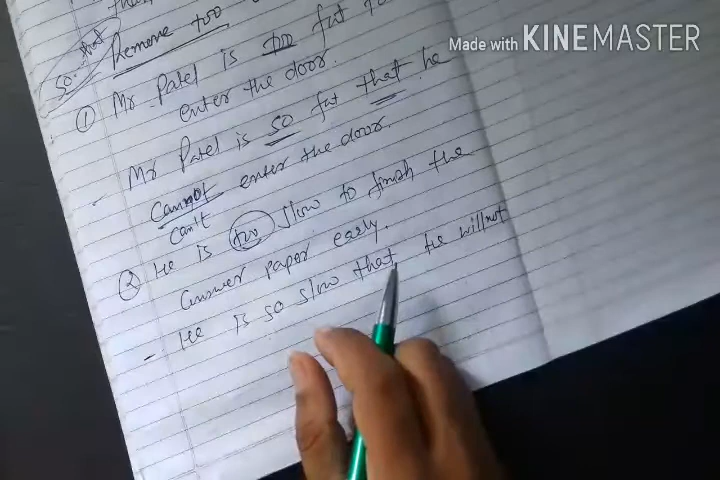 Remove too
so that
① Mr Patel is too fat to
enter the door.
- Mr Patel is so fat that he
cannot enter the door.
can't
② He is too slow to finish the
answer paper early.
- He is so slow that he will not
Made with KINEMASTER